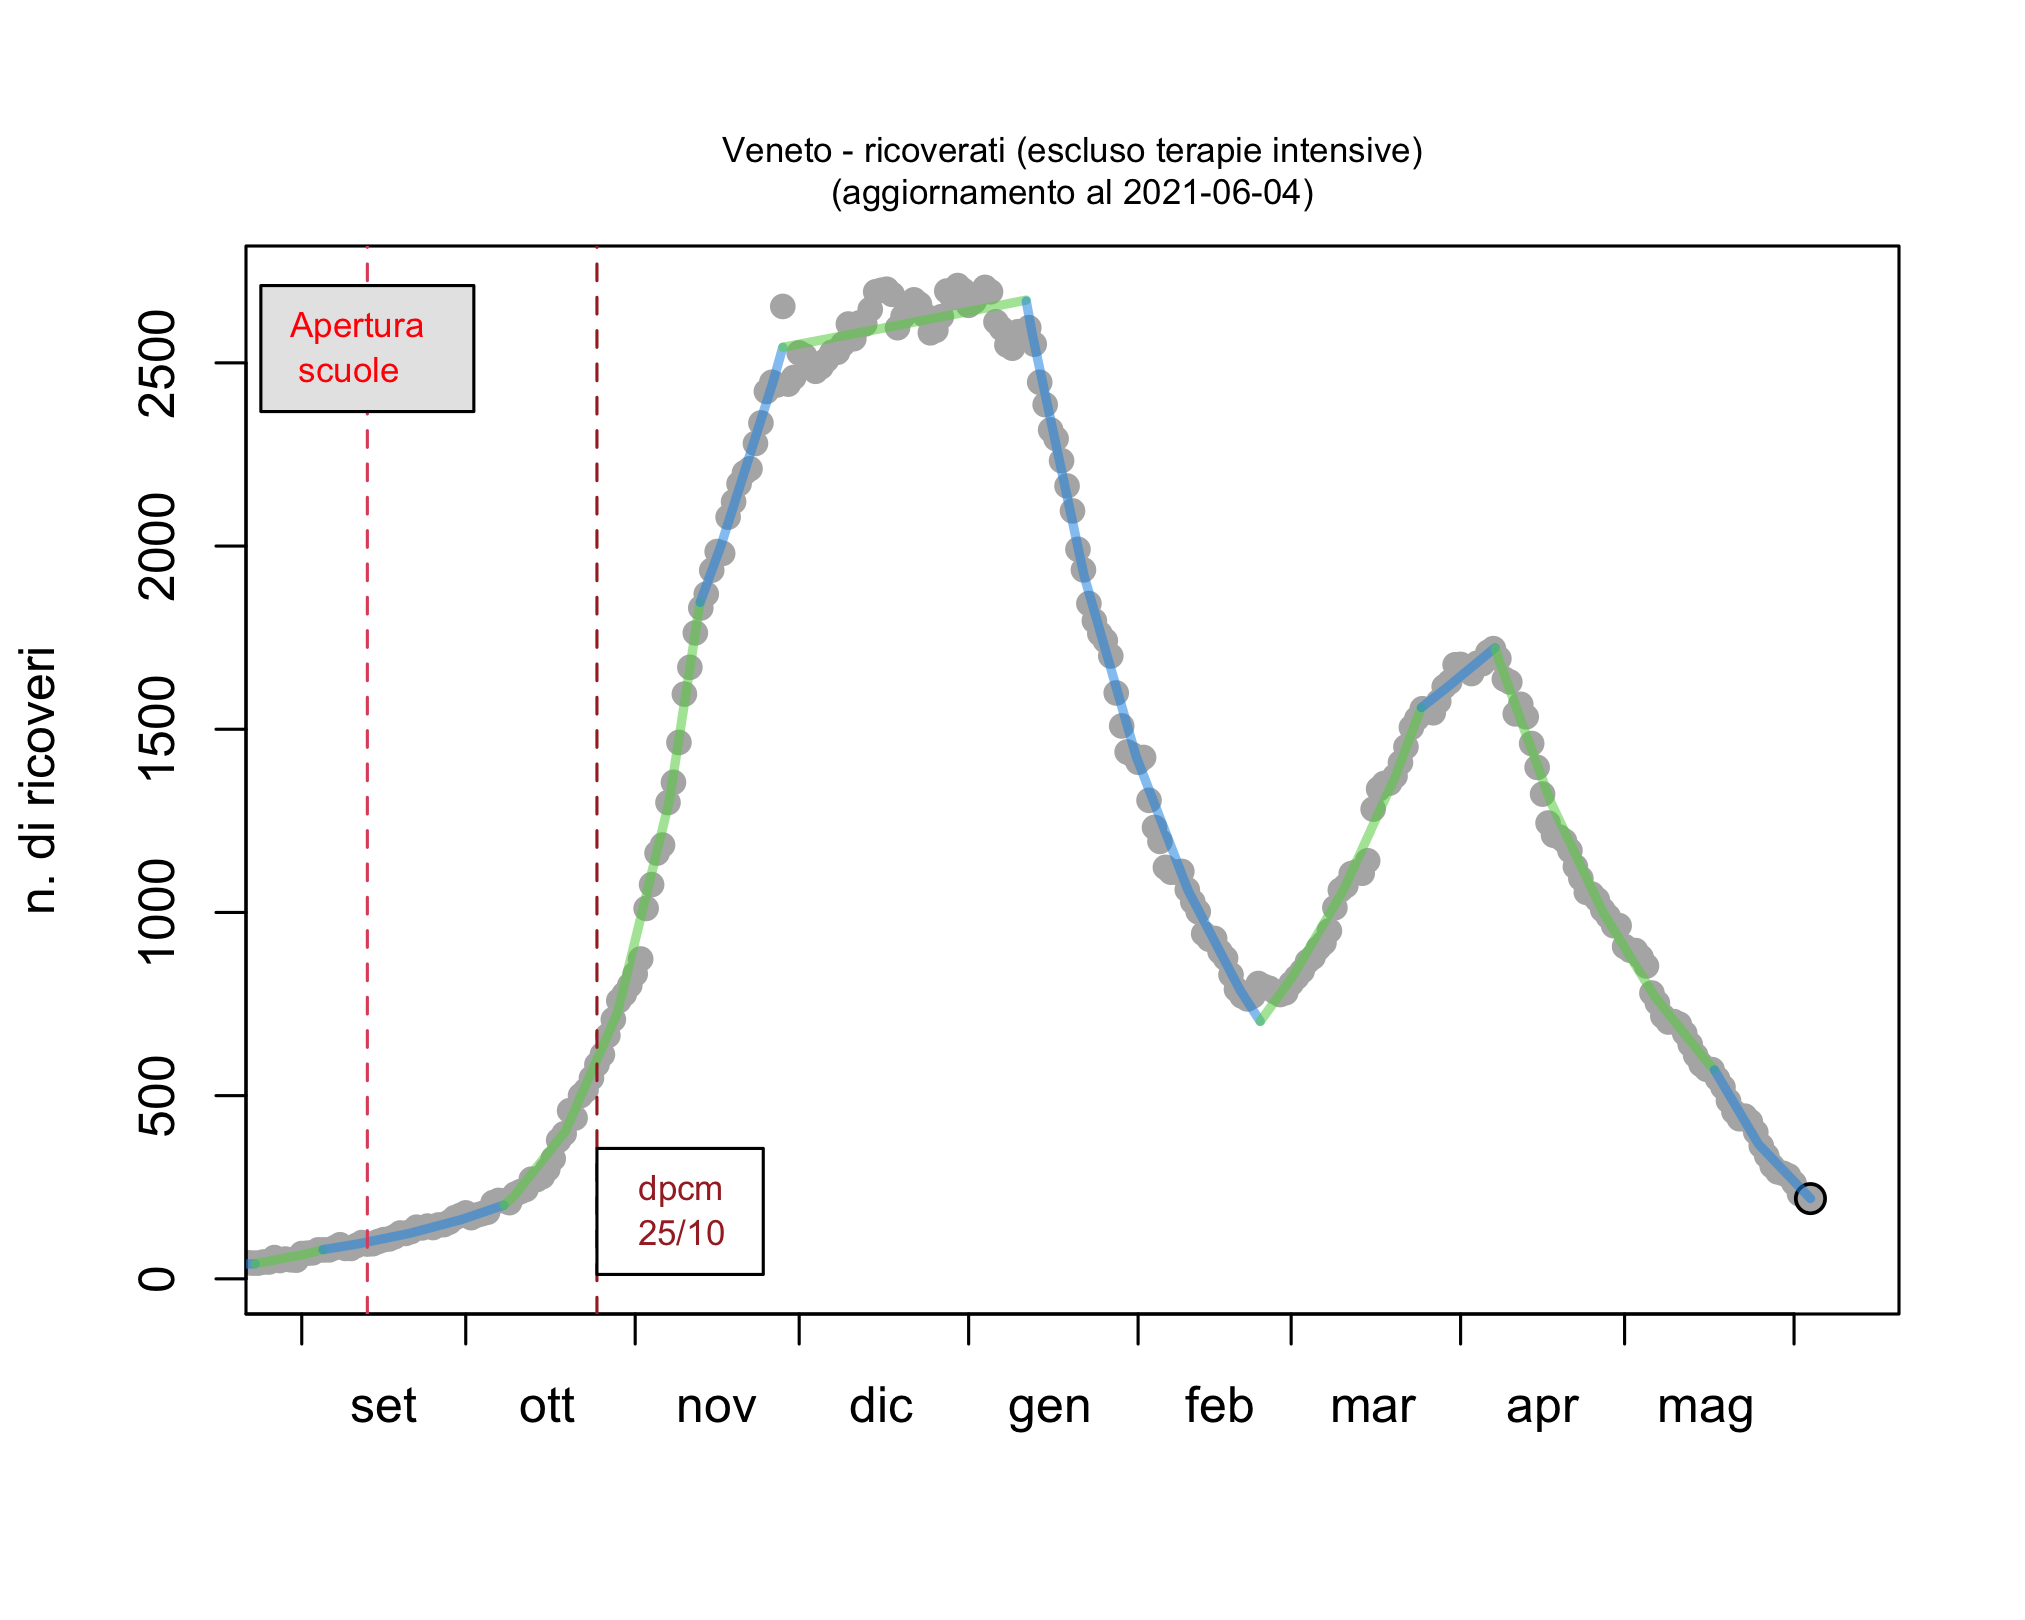 Veneto - ricoverati (escluso terapie intensive)
(aggiornamento al 2021-06-04)
n. di ricoveri
2500
2000
1500
1000
500
0
Apertura
scuole
dpcm
25/10
set ott nov dic gen feb mar apr mag